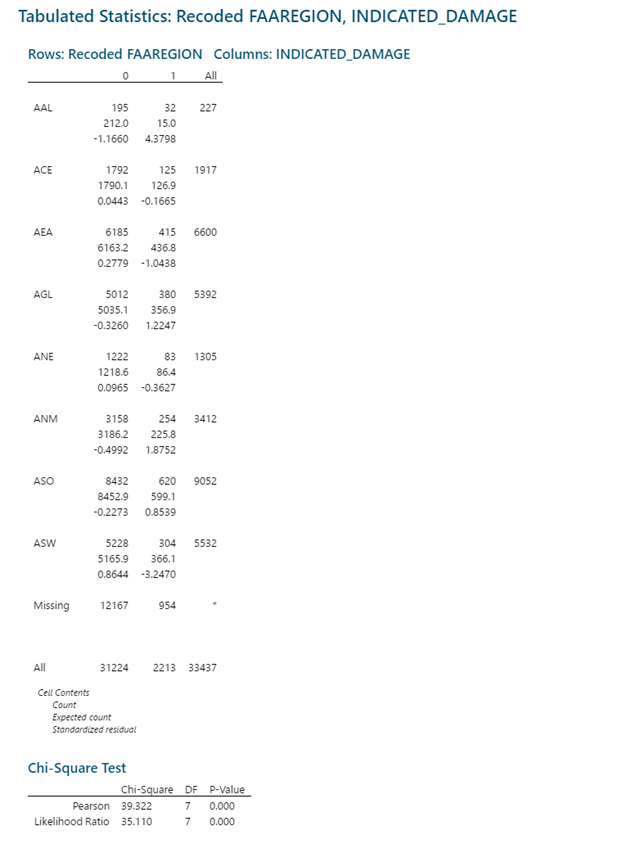 Tabulated Statistics: Recoded FAAREGION, INDICATED_DAMAGE
Rows: Recoded FAAREGION Columns: INDICATED_DAMAGE
0 1 All
AAL 195 32 227
212.0 15.0
-1.1660 4.3798
ACE 1792 125 1917
1790.1 126.9
0.0443 -0.1665
AEA 6185 415 6600
6163.2 436.8
0.2779 -1.0438
AGL 5012 380 5392
5035.1 356.9
-0.3260 1.2247
ANE 1222 83 1305
1218.6 86.4
0.0965 -0.3627
ANM 3158 254 3412
3186.2 225.8
-0.4992 1.8752
ASO 8432 620 9052
8452.9 599.1
-0.2273 0.8539
ASW 5228 304 5532
5165.9 366.1
0.8644 -3.2470
Missing 12167 954 *
All 31224 2213 33437
Cell Contents
Count
Expected count
Standardized residual
Chi-Square Test
Chi-Square DF P-Value
Pearson 39.322 7 0.000
Likelihood Ratio 35.110 7 0.000